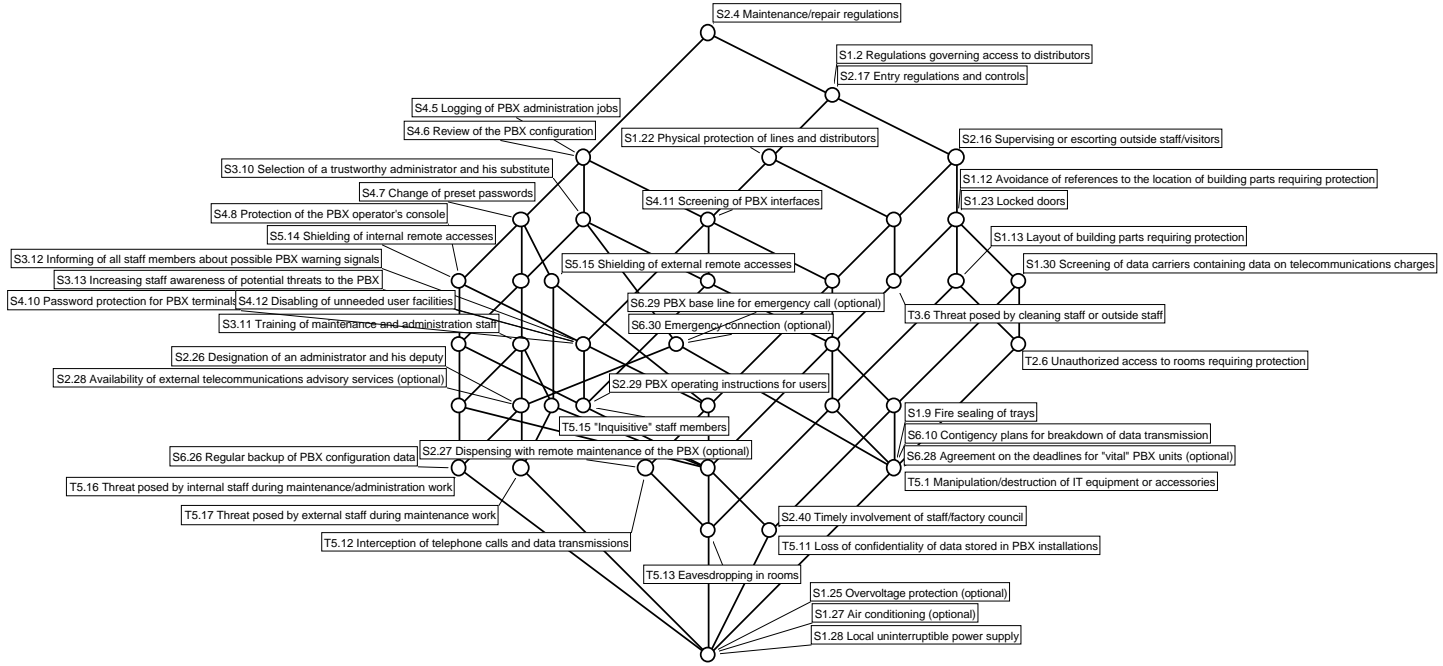 S2.4 Maintenance/repair regulations
S1.2 Regulations governing access to distributors
S2.17 Entry regulations and controls
S4.5 Logging of PBX administration jobs
S4.6 Review of the PBX configuration
S1.22 Physical protection of lines and distributors
S2.16 Supervising or escorting outside staff/visitors
S3.10 Selection of a trustworthy administrator and his substitute
S1.12 Avoidance of references to the location of building parts requiring protection
S4.7 Change of preset passwords
S4.11 Screening of PBX interfaces
S1.23 Locked doors
S4.8 Protection of the PBX operator's console
S5.14 Shielding of internal remote accesses
S1.13 Layout of building parts requiring protection
S3.12 Informing of all staff members about possible PBX warning signals
S5.15 Shielding of external remote accesses
S1.30 Screening of data carriers containing data on telecommunications charges
S3.13 Increasing staff awareness of potential threats to the PBX
S4.10 Password protection for PBX terminals
S4.12 Disabling of unneeded user facilities
S6.29 PBX base line for emergency call (optional)
T3.6 Threat posed by cleaning staff or outside staff
S3.11 Training of maintenance and administration staff
S6.30 Emergency connection (optional)
S2.26 Designation of an administrator and his deputy
T2.6 Unauthorized access to rooms requiring protection
S2.28 Availability of external telecommunications advisory services (optional)
S2.29 PBX operating instructions for users
S1.9 Fire sealing of trays
T5.15 "Inquisitive" staff members
S6.10 Contigency plans for breakdown of data transmission
S6.26 Regular backup of PBX configuration data
S2.27 Dispensing with remote maintenance of the PBX (optional)
S6.28 Agreement on the deadlines for "vital" PBX units (optional)
T5.16 Threat posed by internal staff during maintenance/administration work
T5.1 Manipulation/destruction of IT equipment or accessories
T5.17 Threat posed by external staff during maintenance work
S2.40 Timely involvement of staff/factory council
T5.12 Interception of telephone calls and data transmissions
T5.11 Loss of confidentiality of data stored in PBX installations
T5.13 Eavesdropping in rooms
S1.25 Overvoltage protection (optional)
S1.27 Air conditioning (optional)
S1.28 Local uninterruptible power supply